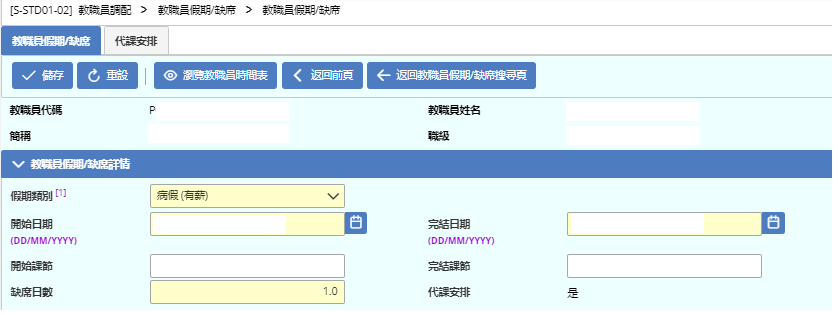 [S-STD01-02] 教職員調配 > 教職員假期/缺席 > 教職員假期/缺席
教職員假期/缺席 代課安排
儲存 重設 瀏覽教職員時間表 返回前頁 返回教職員假期/缺席搜尋頁
教職員代碼 P 教職員姓名
簡稱 職級
教職員假期/缺席詳情
假期類別 [1] 病假 (有薪)
開始日期 完結日期
(DD/MM/YYYY) (DD/MM/YYYY)
開始課節 完結課節
缺席日數 1.0 代課安排 是